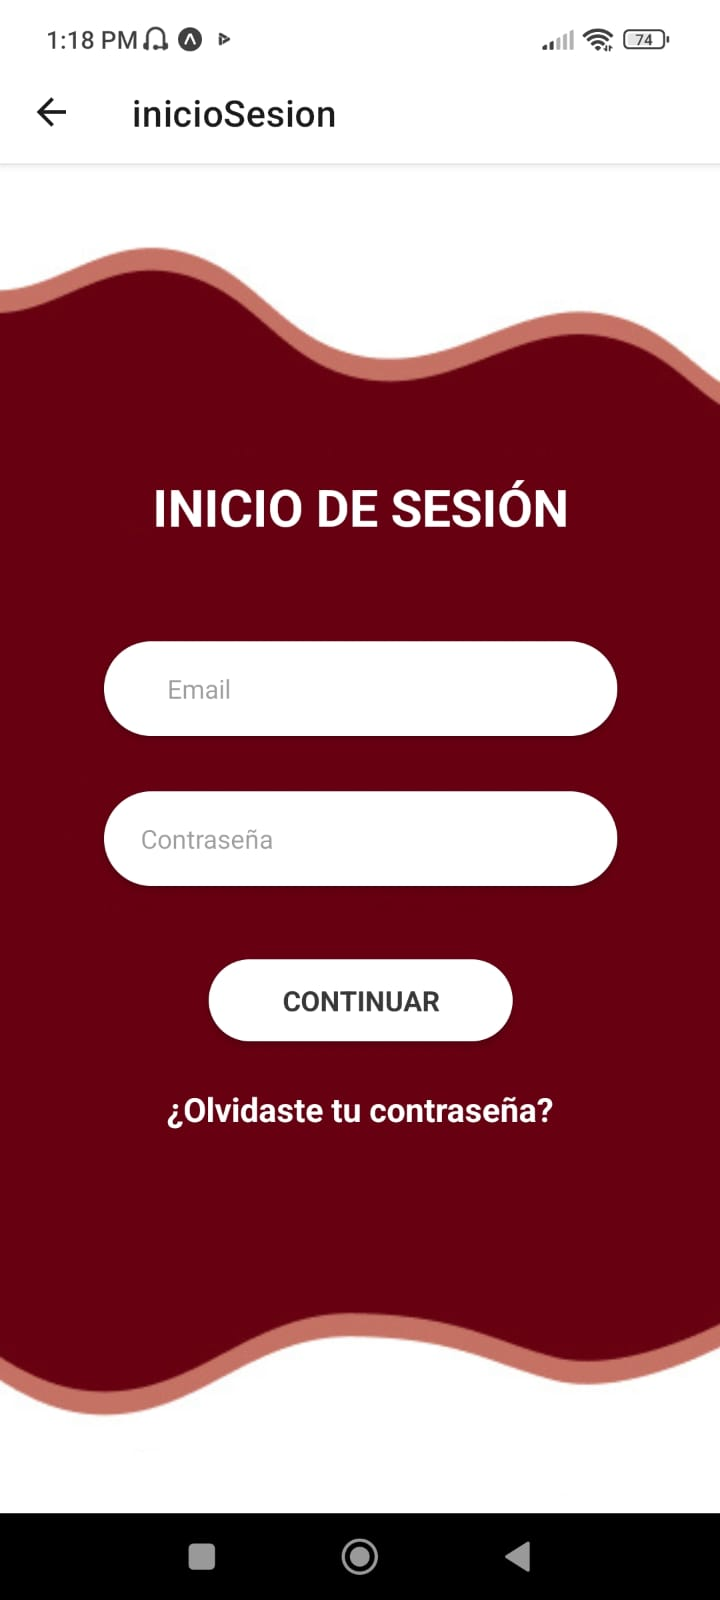 1:18 PM
74
inicioSesion
INICIO DE SESIÓN
Email
Contraseña
CONTINUAR
¿Olvidaste tu contraseña?